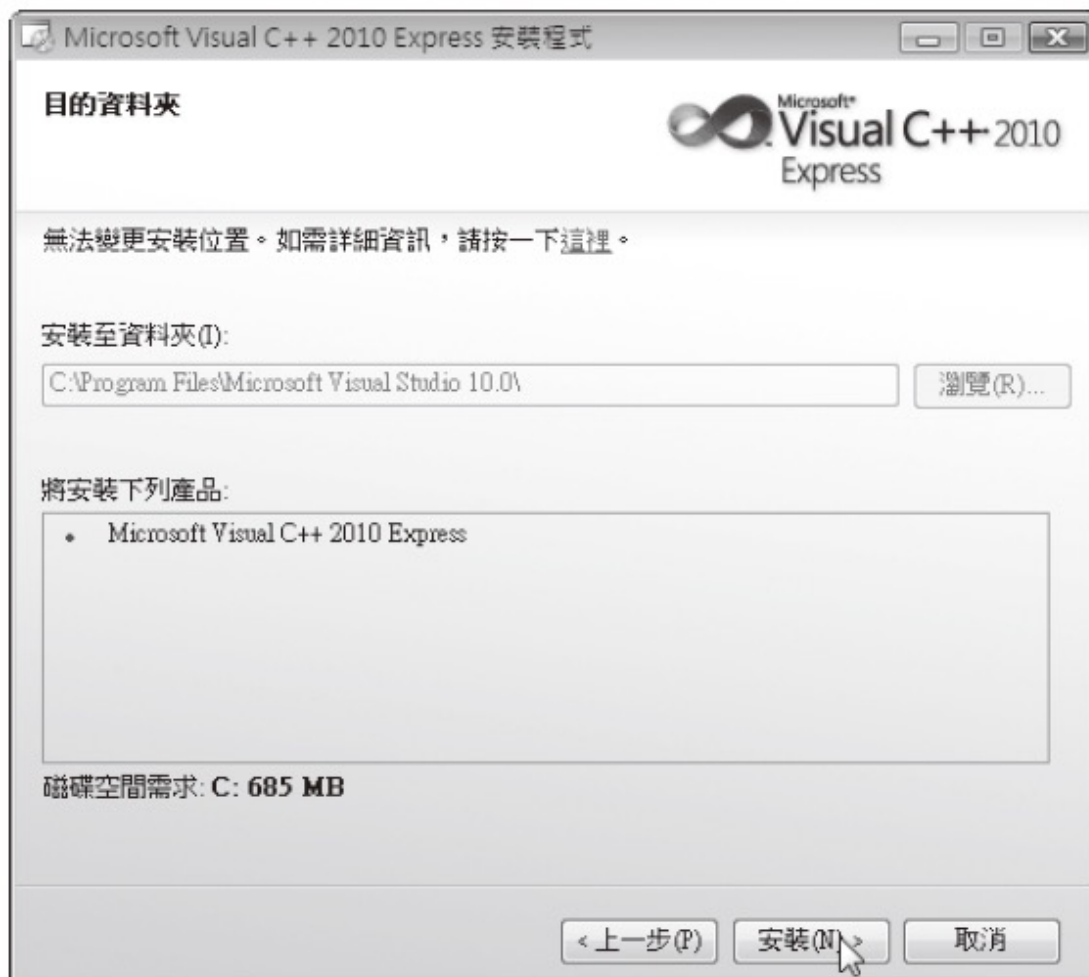 Microsoft Visual C++ 2010 Express 安裝程式
目的資料夾
Microsoft®
Visual C++ 2010
Express
無法變更安裝位置。如需詳細資訊，請按一下這裡。
安裝至資料夾(I):
C:\Program Files\Microsoft Visual Studio 10.0\
瀏覽(R)...
將安裝下列產品:
• Microsoft Visual C++ 2010 Express
磁碟空間需求: C: 685 MB
< 上一步(P)
安裝(N) >
取消